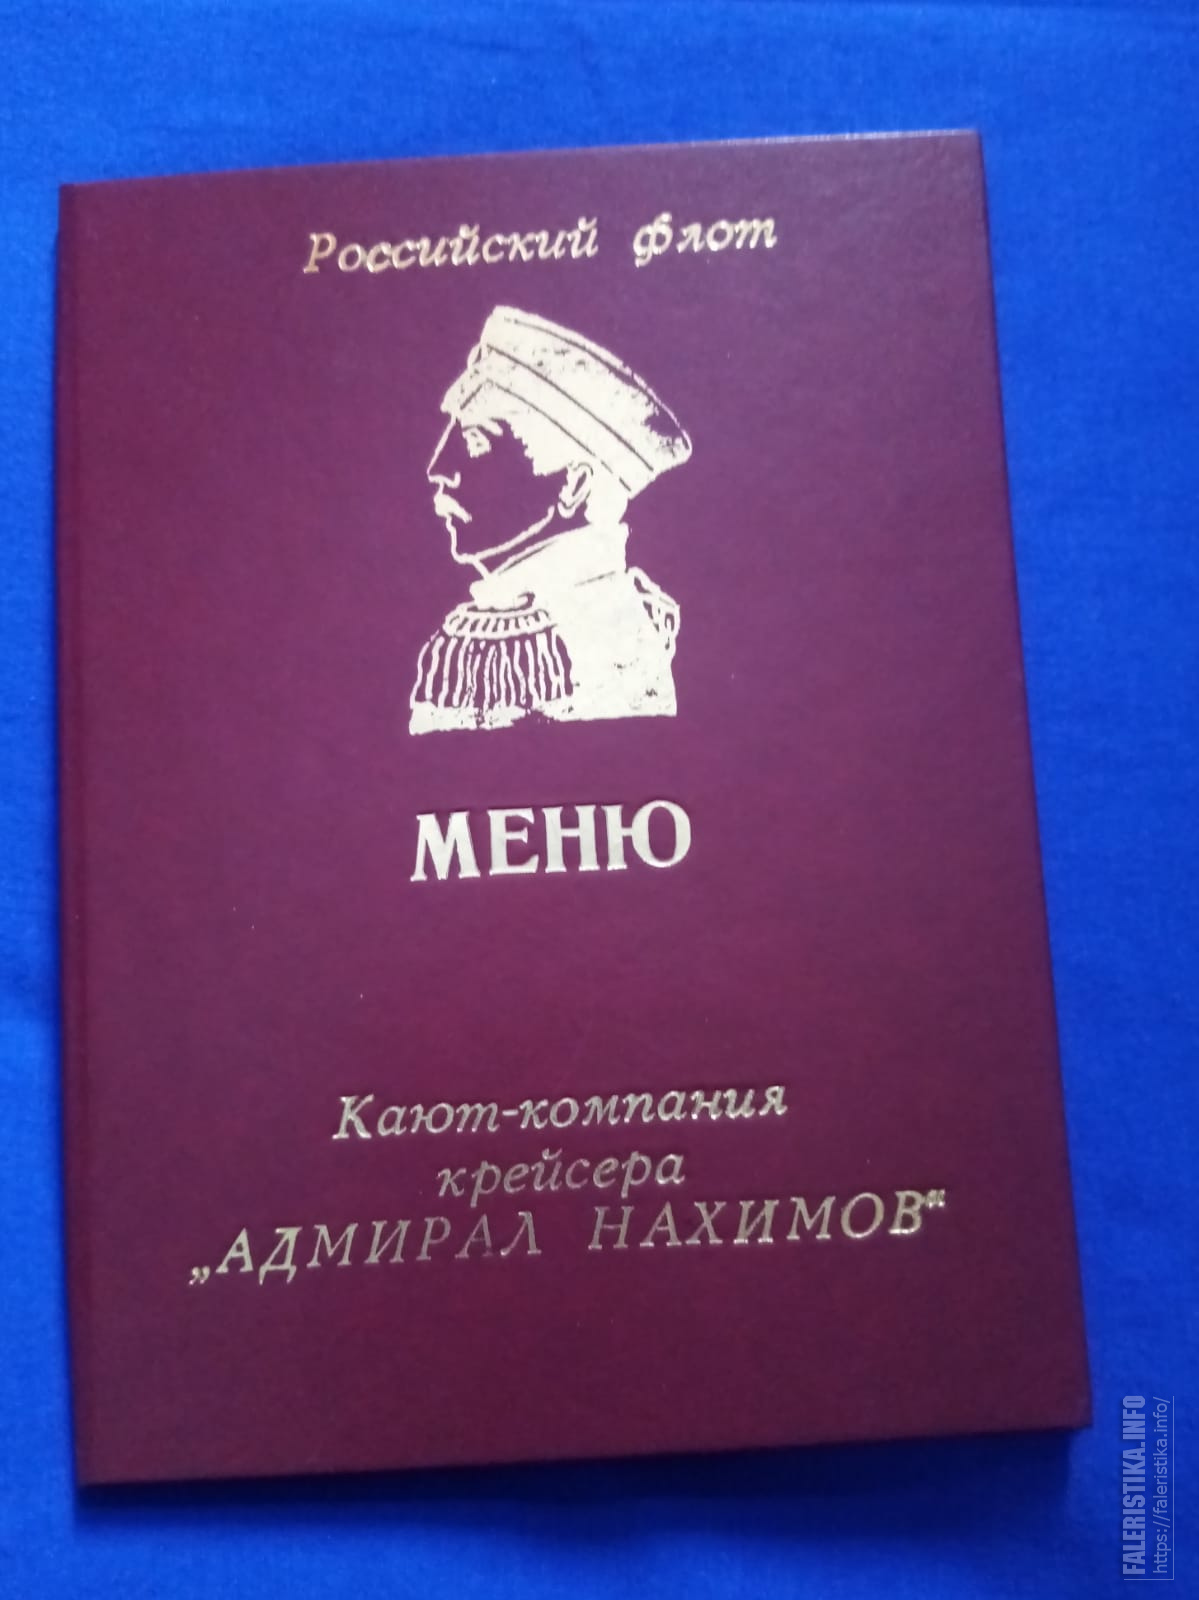 Российский флот
МЕНЮ
Кают-компания
крейсера
„АДМИРАЛ НАХИМОВ“
FALERISTIKA.INFO
https://faleristika.info/